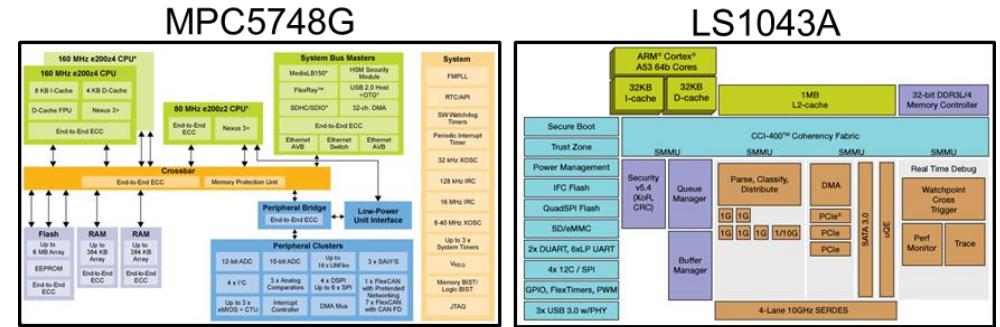 MPC5748G
160 MHz e200z4 CPU*
160 MHz e200z4 CPU
8 KB I-Cache
4 KB D-Cache
D-Cache FPU
Nexus 3+
End-to-End ECC
80 MHz e200z2 CPU*
End-to-End
ECC
Nexus 3+
System Bus Masters
MediaLB150*
HSM Security
Module
FlexRay™
USB 2.0 Host
+OTG*
SDHC/SDIO*
32-ch. DMA
End-to-End ECC
Ethernet
AVB
Ethernet
Switch
Ethernet
AVB
System
FMPLL
RTC/API
SW Watchdog
Timers
Periodic Interrupt
Timer
32 kHz XOSC
128 kHz IRC
16 MHz IRC
8-40 MHz XOSC
Up to 3 x
System Timers
VREG
Memory BIST/
Logic BIST
JTAG
Crossbar
End-to-End ECC
Memory Protection Unit
Peripheral Bridge
End-to-End ECC
Low-Power
Unit Interface
Flash
Up to
6 MB Array
EEPROM
End-to-End
ECC
RAM
Up to
384 KB
Array
End-to-End
ECC
RAM
Up to
384 KB
Array
End-to-End
ECC
Peripheral Clusters
12-bit ADC
10-bit ADC
Up to
18 x LINFlex
3 x SAI/I²S
4 x I²C
3 x Analog
Comparators
4 x DSPI
Up to 6 x SPI
1 x FlexCAN
with Pretended
Networking
7 x FlexCAN
with CAN FD
Up to 3 x
eMIOS + CTU
Interrupt
Controller
DMA Mux
LS1043A
ARM® Cortex®
A53 64b Cores
32KB
I-cache
32KB
D-cache
1MB
L2-cache
32-bit DDR3L/4
Memory Controller
Secure Boot
Trust Zone
Power Management
IFC Flash
QuadSPI Flash
SD/eMMC
2x DUART, 6xLP UART
4x 12C / SPI
GPIO, FlexTimers, PWM
3x USB 3.0 w/PHY
CCI-400™ Coherency Fabric
SMMU
SMMU
SMMU
SMMU
Security
v5.4
(XoR,
CRC)
Queue
Manager
Buffer
Manager
Parse, Classify,
Distribute
1G
1G
1G
1G
1G
1/10G
DMA
PCIe®
PCIe
PCIe
SATA 3.0
uQE
Real Time Debug
Watchpoint
Cross
Trigger
Perf
Monitor
Trace
4-Lane 10GHz SERDES